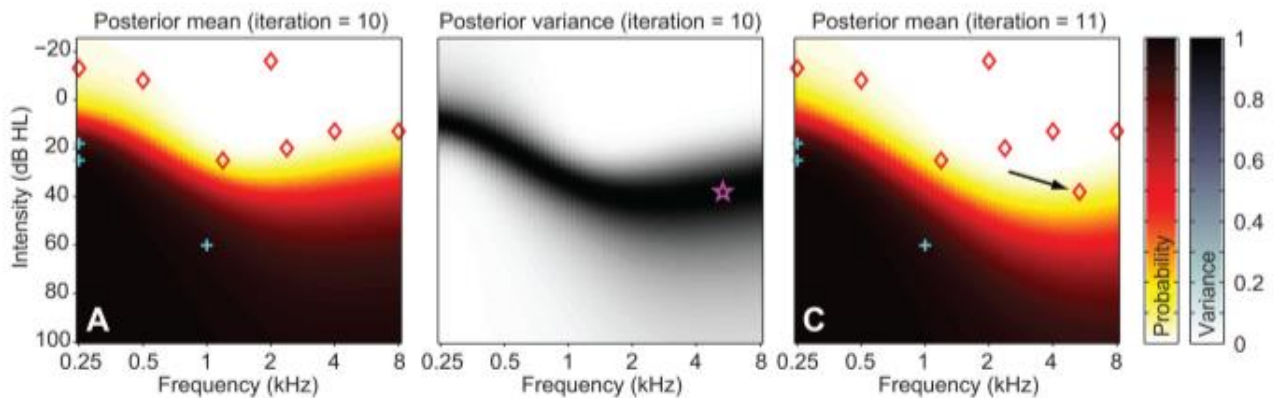 Posterior mean (iteration = 10)
Posterior variance (iteration = 10)
Posterior mean (iteration = 11)
Intensity (dB HL)
−20
0
20
40
60
80
100
A
0.25 0.5 1 2 4 8
Frequency (kHz)
0.25 0.5 1 2 4 8
Frequency (kHz)
C
0.25 0.5 1 2 4 8
Frequency (kHz)
Probability
Variance
1
0.8
0.6
0.4
0.2
0